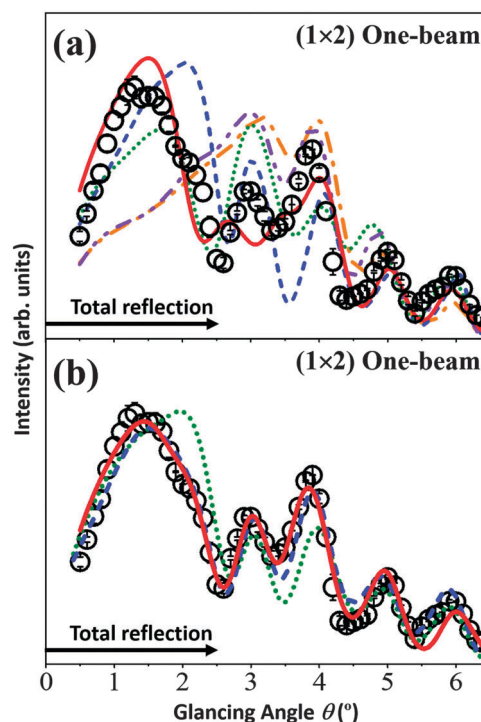 (a)
(1×2) One-beam
Total reflection
(b)
(1×2) One-beam
Total reflection
Intensity (arb. units)
0 1 2 3 4 5 6
Glancing Angle θ(°)